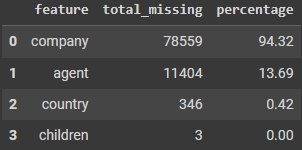 feature total_missing percentage
0 company 78559 94.32
1 agent 11404 13.69
2 country 346 0.42
3 children 3 0.00